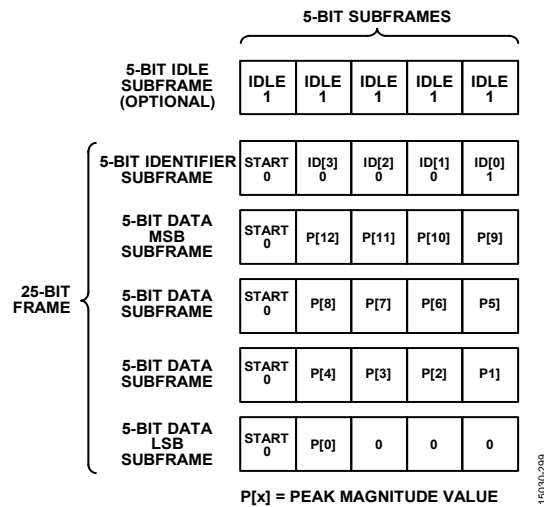 5-BIT SUBFRAMES
5-BIT IDLE
SUBFRAME
(OPTIONAL)
IDLE IDLE IDLE IDLE IDLE
1 1 1 1 1
5-BIT IDENTIFIER
SUBFRAME
START ID[3] ID[2] ID[1] ID[0]
0 0 0 0 1
5-BIT DATA
MSB
SUBFRAME
START
0
P[12] P[11] P[10] P[9]
25-BIT
FRAME
5-BIT DATA
SUBFRAME
START
0
P[8] P[7] P[6] P5]
5-BIT DATA
SUBFRAME
START
0
P[4] P[3] P[2] P1]
5-BIT DATA
LSB
SUBFRAME
START
0
P[0] 0 0 0
P[x] = PEAK MAGNITUDE VALUE
15030-299